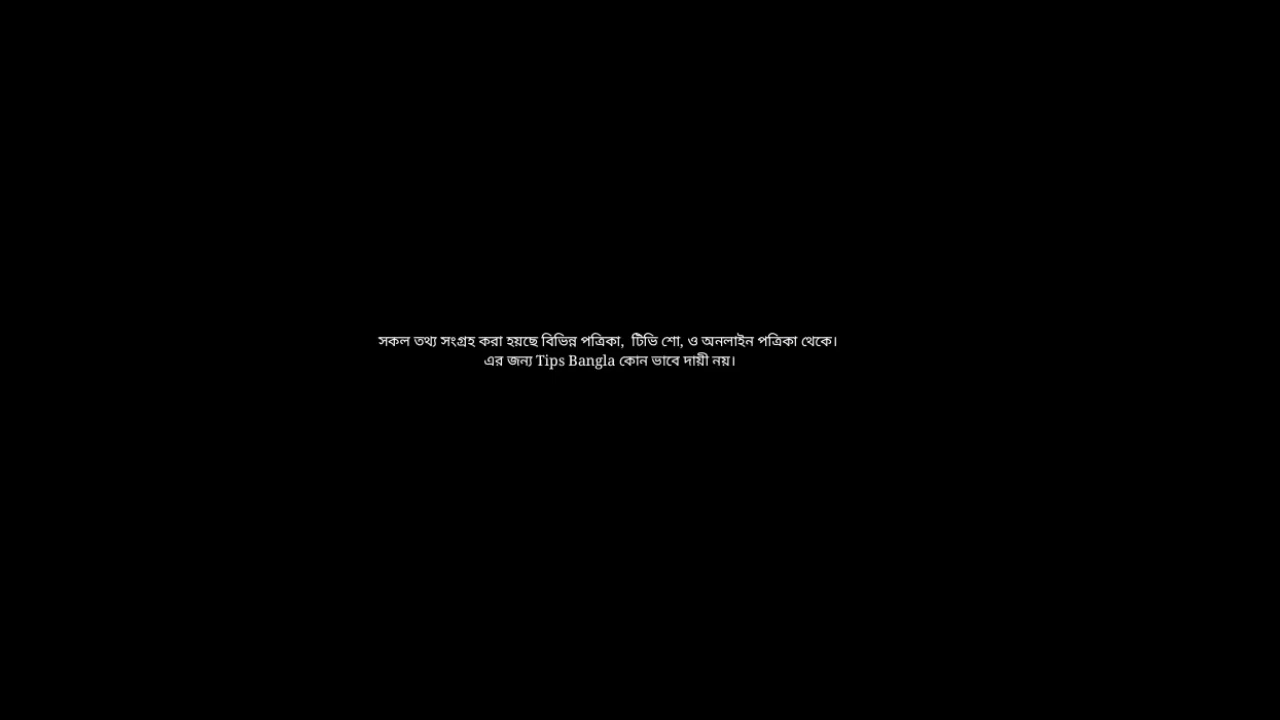 সকল তথ্য সংগ্রহ করা হয়ছে বিভিন্ন পত্রিকা,  টিভি শো, ও অনলাইন পত্রিকা থেকে।
এর জন্য Tips Bangla কোন ভাবে দায়ী নয়।